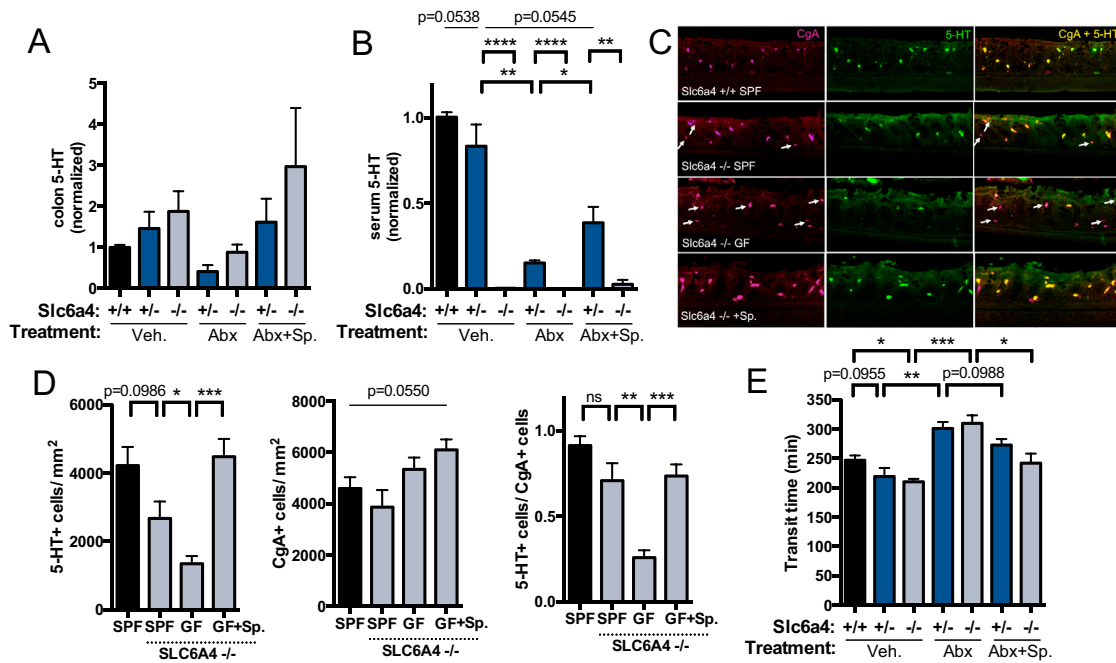 A
colon 5-HT
(normalized)
5
4
3
2
1
0
Slc6a4: +/+ +/- -/- +/- -/- +/- -/-
Treatment: Veh. Abx Abx+Sp.
B
p=0.0538 p=0.0545
**** **** **
** *
serum 5-HT
(normalized)
1.0
0.5
0.0
Slc6a4: +/+ +/- -/- +/- -/- +/- -/-
Treatment: Veh. Abx Abx+Sp.
C
CgA 5-HT CgA + 5-HT
Slc6a4 +/+ SPF
Slc6a4 -/- SPF
Slc6a4 -/- GF
Slc6a4 -/- +Sp.
D
p=0.0986 * ***
5-HT+ cells/ mm2
6000
4000
2000
0
SPF SPF GF GF+Sp.
SLC6A4 -/-
p=0.0550
CgA+ cells/ mm2
8000
6000
4000
2000
0
SPF SPF GF GF+Sp.
SLC6A4 -/-
ns ** ***
5-HT+ cells/ CgA+ cells
1.0
0.5
0.0
SPF SPF GF GF+Sp.
SLC6A4 -/-
E
* *** *
p=0.0955 ** p=0.0988
Transit time (min)
350
300
250
200
150
100
50
0
Slc6a4: +/+ +/- -/- +/- -/- +/- -/-
Treatment: Veh. Abx Abx+Sp.